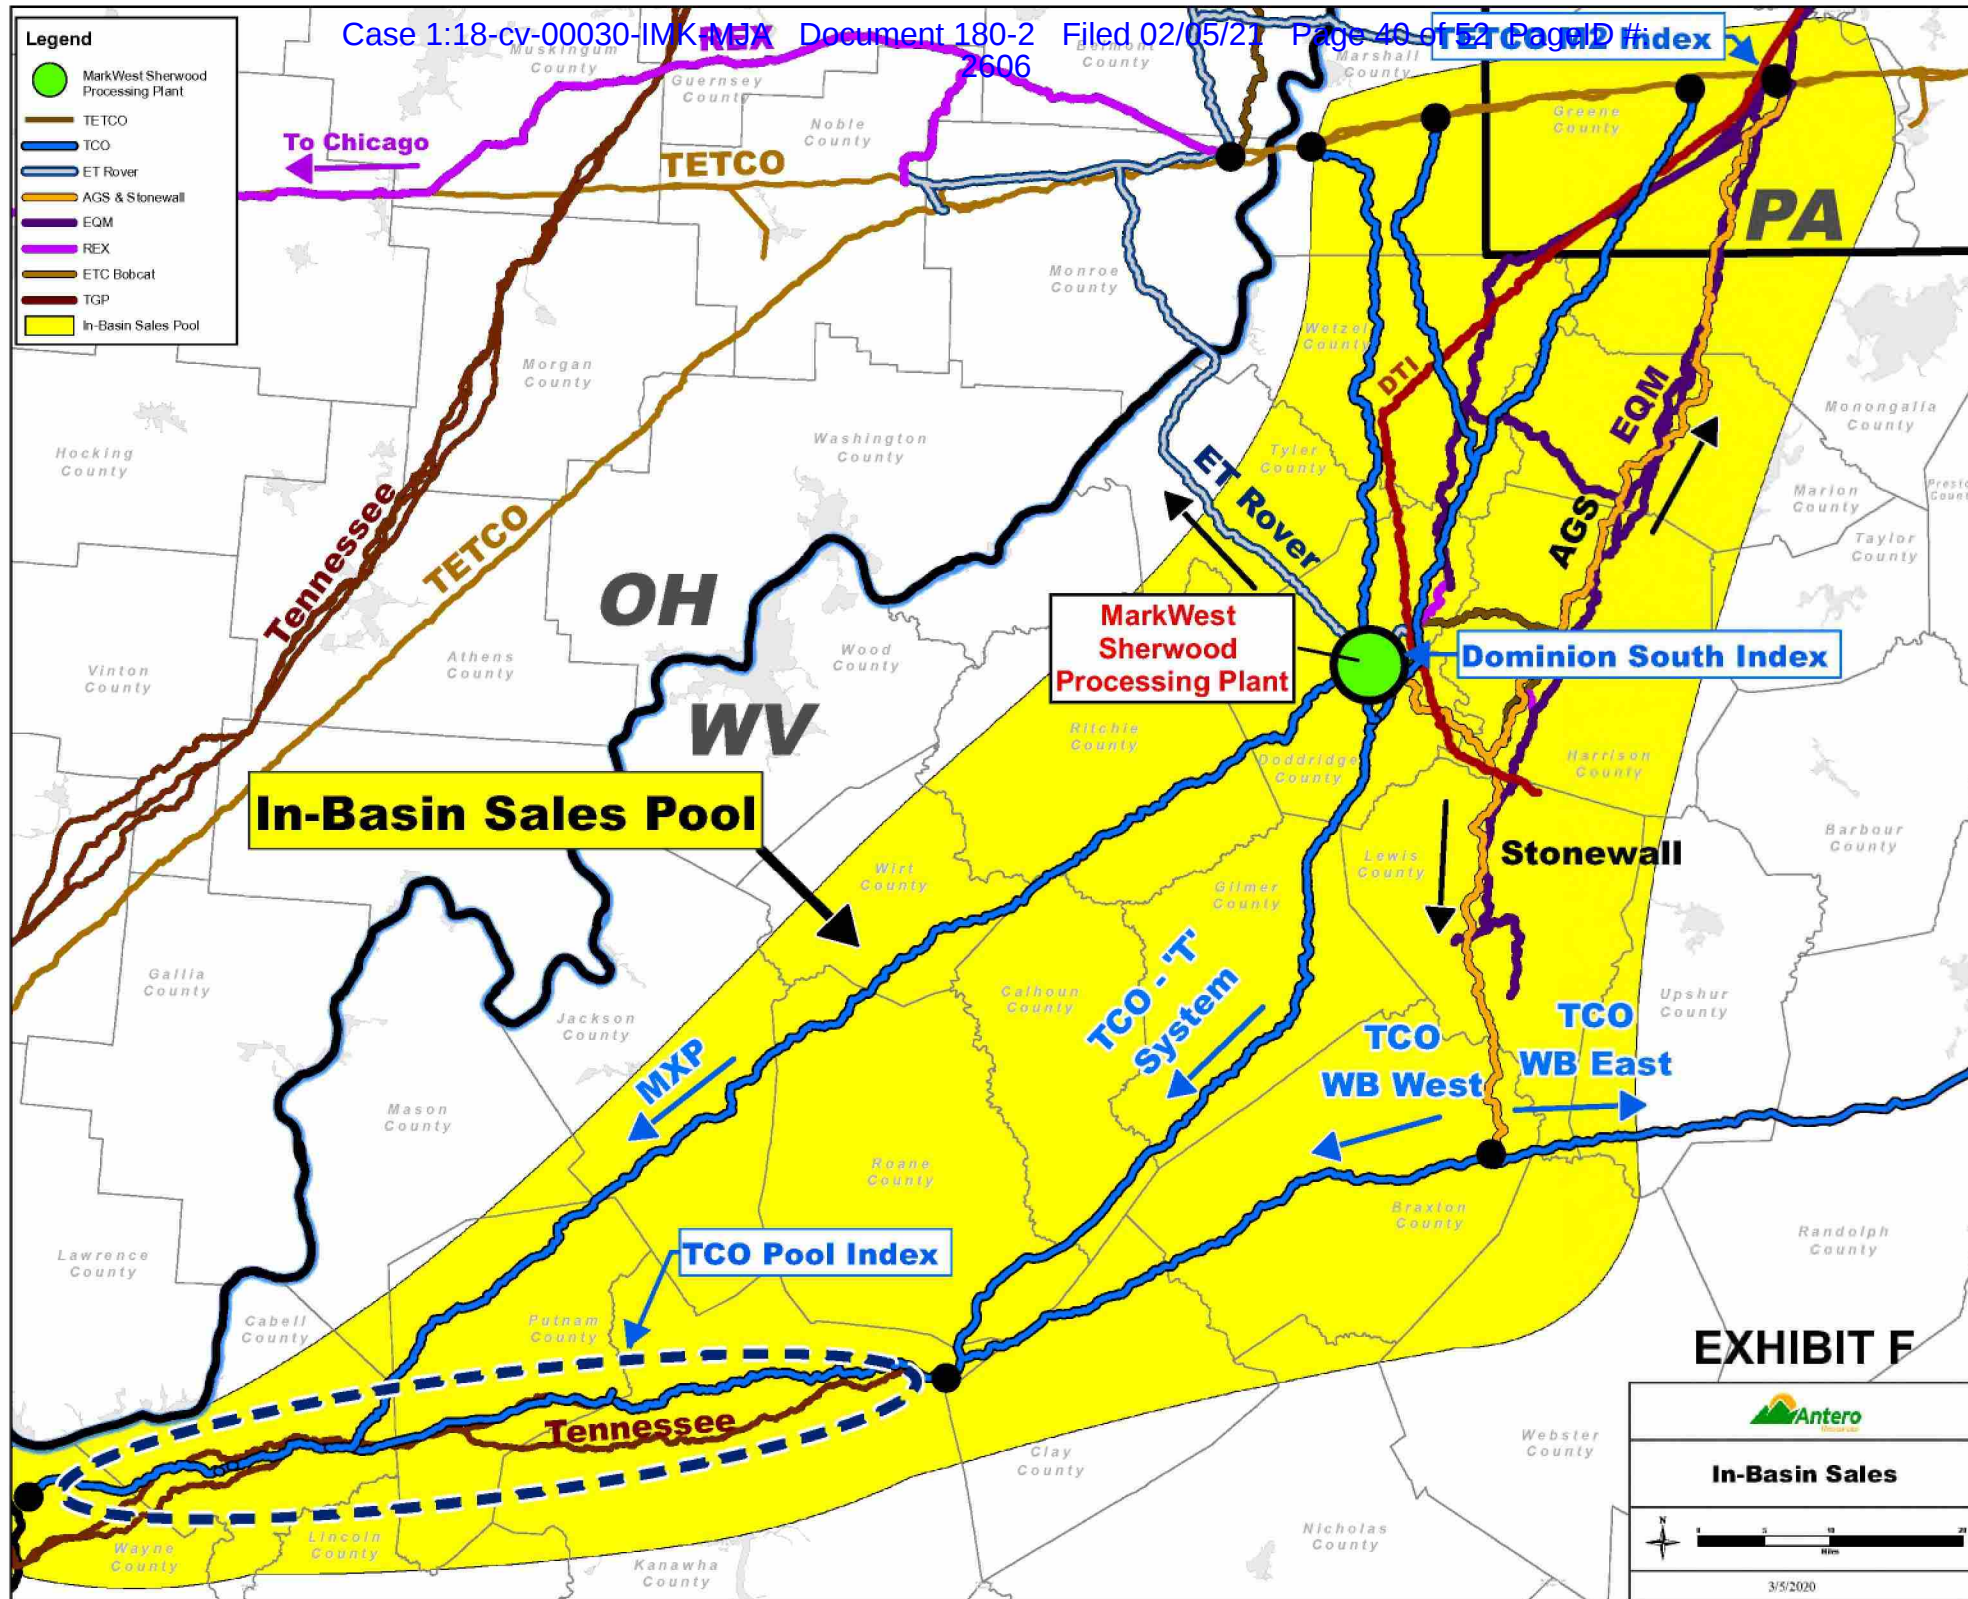 Case 1:18-cv-00030-IMK-MJA Document 180-2 Filed 02/05/21 Page 40 of 52 PageID #:
2606
Legend
MarkWest Sherwood
Processing Plant
TETCO
TCO
ET Rover
AGS & Stonewall
EQM
REX
ETC Bobcat
TGP
In-Basin Sales Pool
REX
TETCO M2 Index
Muskingum
County
Guernsey
County
Belmont
County
Marshall
County
Noble
County
Greene
County
To Chicago
TETCO
PA
Monroe
County
Wetzel
County
Morgan
County
DTI
EQM
Monongalia
County
Hocking
County
Washington
County
Tyler
County
ET Rover
Marion
County
Taylor
County
AGS
Tennessee
TETCO
OH
WV
MarkWest
Sherwood
Processing Plant
Dominion South Index
Vinton
County
Athens
County
Wood
County
Ritchie
County
Doddridge
County
Harrison
County
In-Basin Sales Pool
Stonewall
Barbour
County
Wirt
County
Lewis
County
Gilmer
County
Gallia
County
Jackson
County
Calhoun
County
TCO - 'T'
System
Upshur
County
TCO
WB East
TCO
WB West
MXP
Mason
County
Roane
County
Braxton
County
Randolph
County
Lawrence
County
TCO Pool Index
Cabell
County
Putnam
County
EXHIBIT F
Tennessee
Clay
County
Webster
County
Nicholas
County
Wayne
County
Lincoln
County
Kanawha
County
Antero
In-Basin Sales
N
0 5 10 20
Miles
3/5/2020